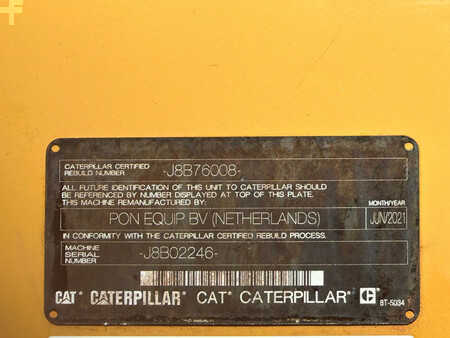 CATERPILLAR CERTIFIED
REBUILD NUMBER -J8B76008-
ALL FUTURE IDENTIFICATION OF THIS UNIT TO CATERPILLAR SHOULD
BE REFERENCED BY NUMBER DISPLAYED AT TOP OF THIS PLATE.
THIS MACHINE WAS REMANUFACTURED BY: MONTH/YEAR
PON EQUIP BV (NETHERLANDS) JUN/2021
IN CONFORMITY WITH THE CATERPILLAR CERTIFIED REBUILD PROCESS.
MACHINE
SERIAL
NUMBER -J8B02246-
CAT® CATERPILLAR® CAT® CATERPILLAR®
BT-5034